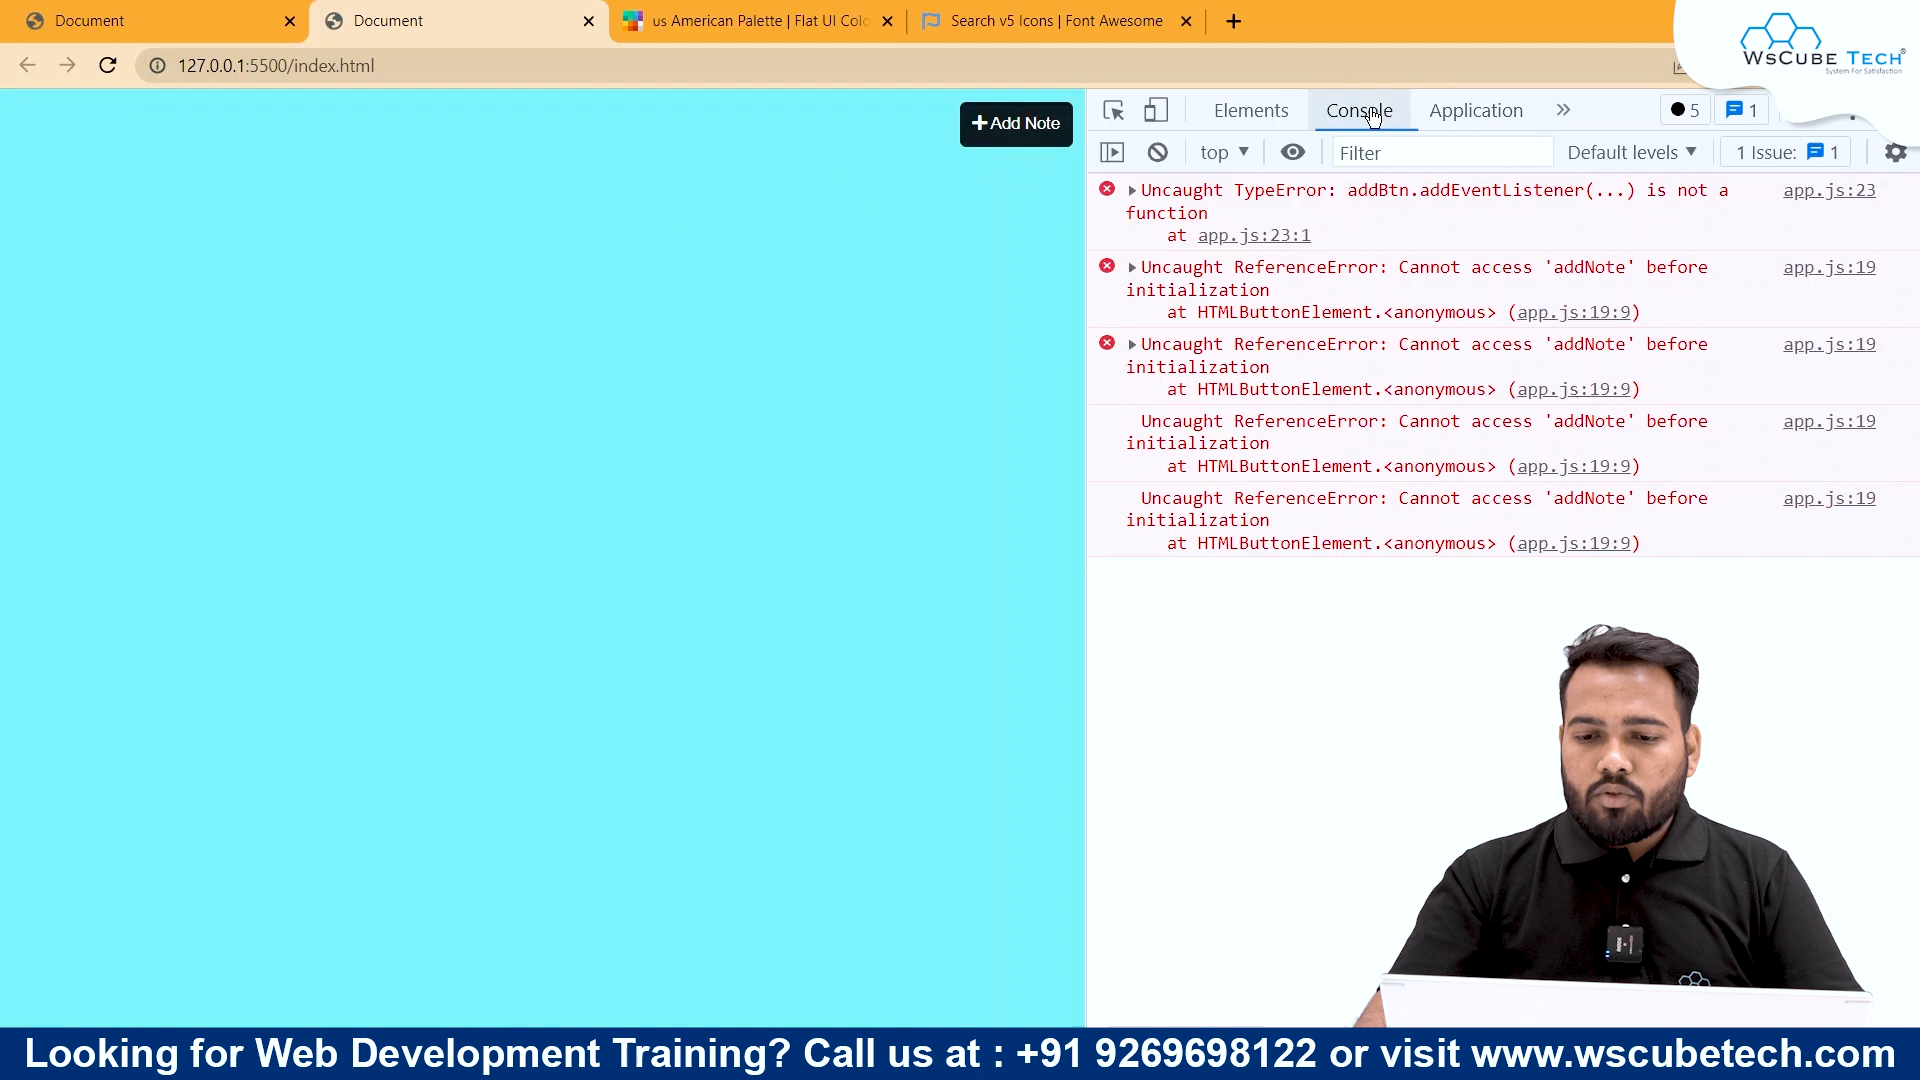 Document
Document
us American Palette | Flat UI Colo
Search v5 Icons | Font Awesome
127.0.0.1:5500/index.html
WsCube Tech
System For Satisfaction
Add Note
Elements
Console
Application
5
1
top
Filter
Default levels
1 Issue: 1
Uncaught TypeError: addBtn.addEventListener(...) is not a app.js:23
function
at app.js:23:1
Uncaught ReferenceError: Cannot access 'addNote' before app.js:19
initialization
at HTMLButtonElement.<anonymous> (app.js:19:9)
Uncaught ReferenceError: Cannot access 'addNote' before app.js:19
initialization
at HTMLButtonElement.<anonymous> (app.js:19:9)
Uncaught ReferenceError: Cannot access 'addNote' before app.js:19
initialization
at HTMLButtonElement.<anonymous> (app.js:19:9)
Uncaught ReferenceError: Cannot access 'addNote' before app.js:19
initialization
at HTMLButtonElement.<anonymous> (app.js:19:9)
Looking for Web Development Training? Call us at : +91 9269698122 or visit www.wscubetech.com